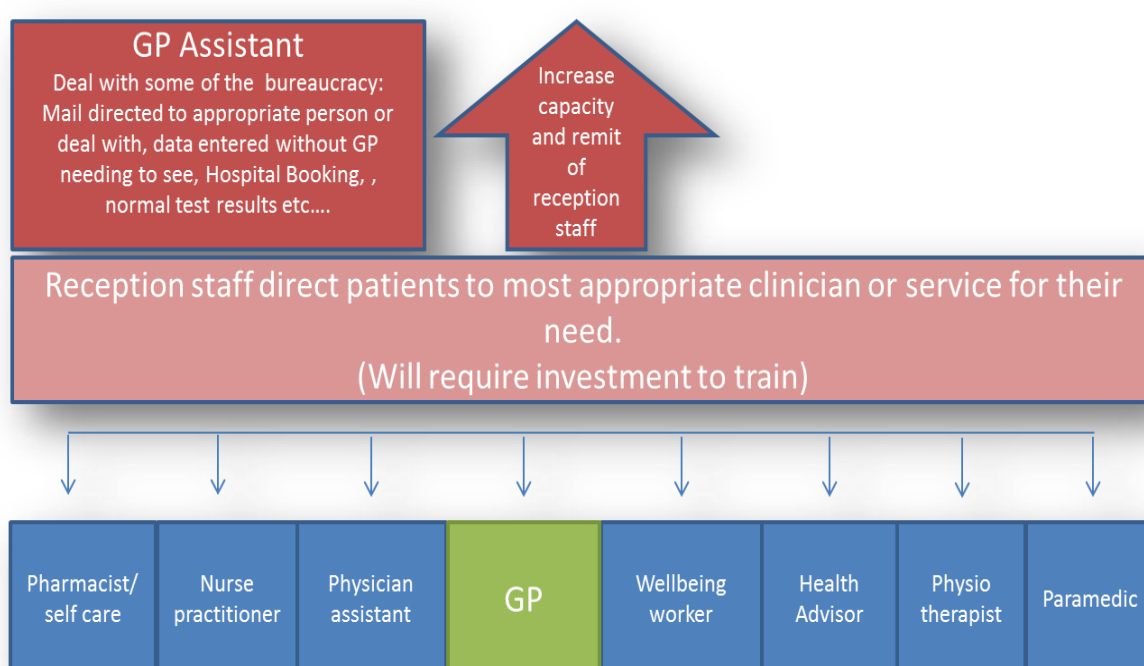 GP Assistant
Deal with some of the  bureaucracy:
Mail directed to appropriate person or
deal with, data entered without GP
needing to see, Hospital Booking, ,
normal test results etc....
Increase
capacity
and remit
of
reception
staff
Reception staff direct patients to most appropriate clinician or service for their
need.
(Will require investment to train)
Pharmacist/
self care
Nurse
practitioner
Physician
assistant
GP
Wellbeing
worker
Health
Advisor
Physio
therapist
Paramedic